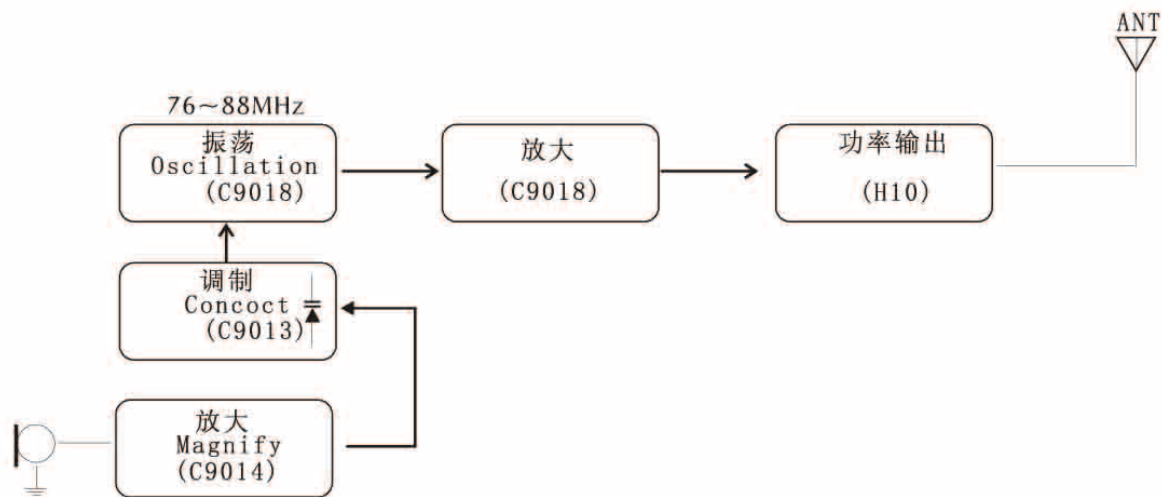 ANT
76~88MHz
振荡
Oscillation
(C9018)
放大
(C9018)
功率输出
(H10)
调制
Concoct
(C9013)
放大
Magnify
(C9014)